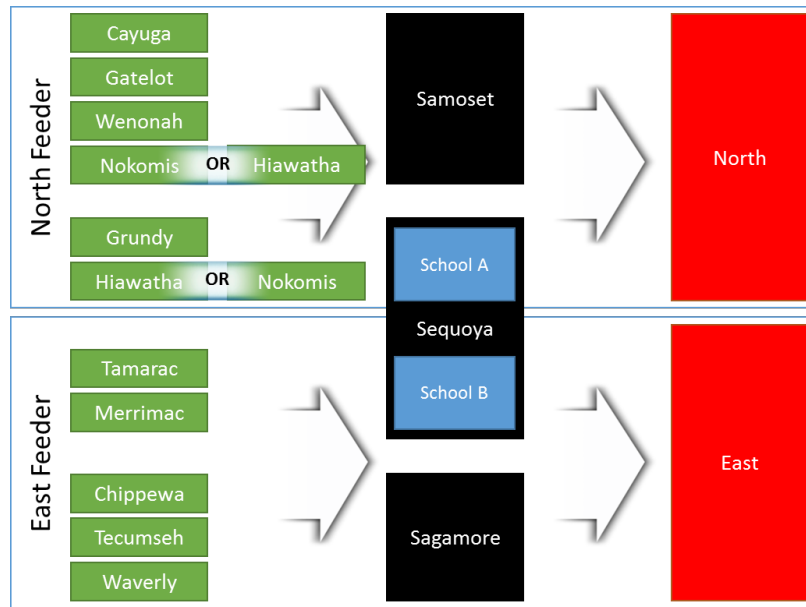 North Feeder
Cayuga
Gatelot
Wenonah
Nokomis OR Hiawatha
Grundy
Hiawatha OR Nokomis
Samoset
School A
Sequoya
School B
North
East Feeder
Tamarac
Merrimac
Chippewa
Tecumseh
Waverly
Sagamore
East